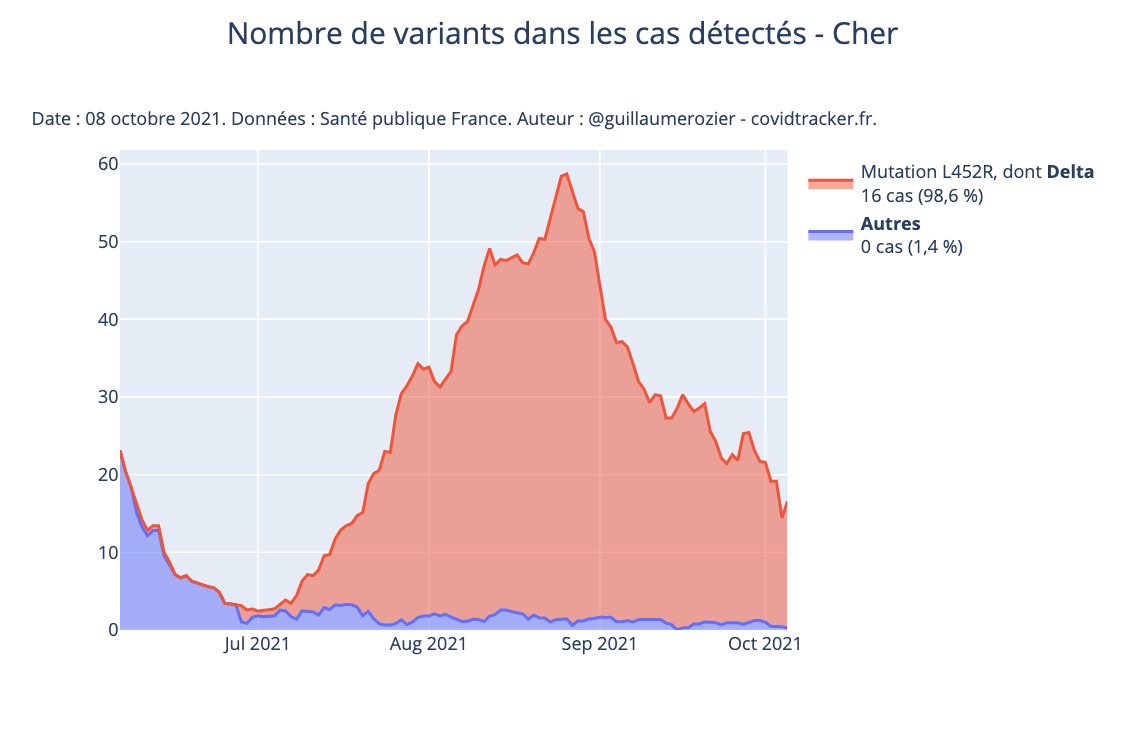 Nombre de variants dans les cas détectés - Cher
Date : 08 octobre 2021. Données : Santé publique France. Auteur : @guillaumerozier - covidtracker.fr.
60
50
40
30
20
10
0
Jul 2021
Aug 2021
Sep 2021
Oct 2021
Mutation L452R, dont Delta
16 cas (98,6 %)
Autres
0 cas (1,4 %)